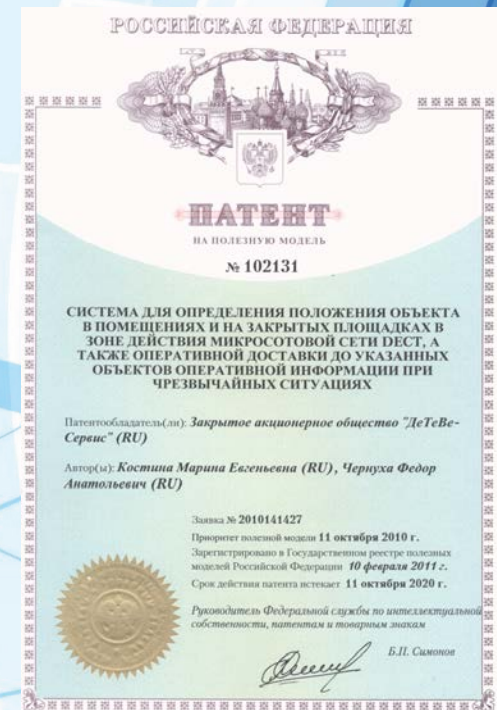 РОССИЙСКАЯ ФЕДЕРАЦИЯ
ПАТЕНТ
НА ПОЛЕЗНУЮ МОДЕЛЬ
№ 102131
СИСТЕМА ДЛЯ ОПРЕДЕЛЕНИЯ ПОЛОЖЕНИЯ ОБЪЕКТА
В ПОМЕЩЕНИЯХ И НА ЗАКРЫТЫХ ПЛОЩАДКАХ В
ЗОНЕ ДЕЙСТВИЯ МИКРОСОТОВОЙ СЕТИ DECT, А
ТАКЖЕ ОПЕРАТИВНОЙ ДОСТАВКИ ДО УКАЗАННЫХ
ОБЪЕКТОВ ОПЕРАТИВНОЙ ИНФОРМАЦИИ ПРИ
ЧРЕЗВЫЧАЙНЫХ СИТУАЦИЯХ
Патентообладатель(ли): Закрытое акционерное общество "ДеТеВе-
Сервис" (RU)
Автор(ы): Костина Марина Евгеньевна (RU), Чернуха Федор
Анатольевич (RU)
Заявка № 2010141427
Приоритет полезной модели 11 октября 2010 г.
Зарегистрировано в Государственном реестре полезных
моделей Российской Федерации 10 февраля 2011 г.
Срок действия патента истекает 11 октября 2020 г.
Руководитель Федеральной службы по интеллектуальной
собственности, патентам и товарным знакам
Б.П. Симонов